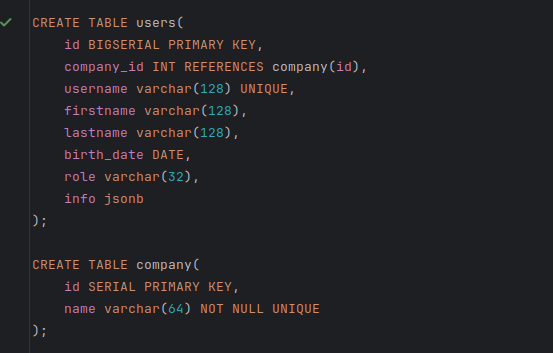 CREATE TABLE users(
    id BIGSERIAL PRIMARY KEY,
    company_id INT REFERENCES company(id),
    username varchar(128) UNIQUE,
    firstname varchar(128),
    lastname varchar(128),
    birth_date DATE,
    role varchar(32),
    info jsonb
);

CREATE TABLE company(
    id SERIAL PRIMARY KEY,
    name varchar(64) NOT NULL UNIQUE
);